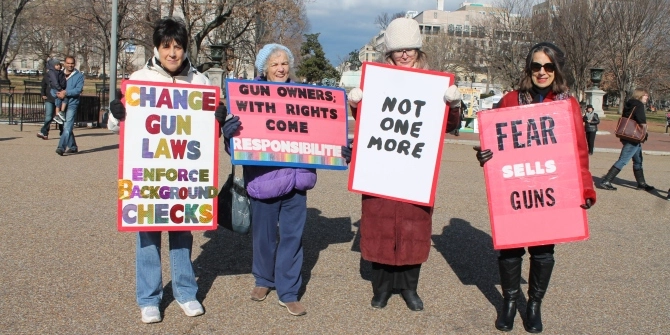 CHANGE
GUN
LAWS
ENFORCE
BACKGROUND
CHECKS
GUN OWNERS;
WITH RIGHTS
COME
RESPONSIBILITE
NOT
ONE
MORE
FEAR
SELLS
GUNS